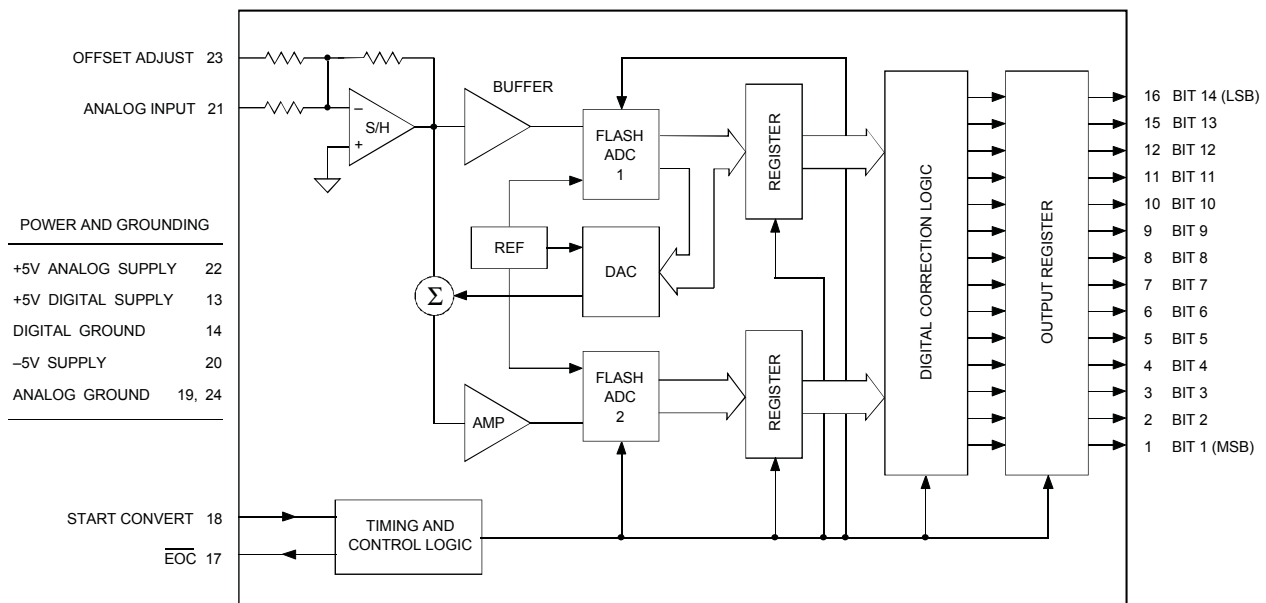 OFFSET ADJUST 23
ANALOG INPUT 21
–
S/H
+
BUFFER
FLASH
ADC
1
REGISTER
REF
DAC
Σ
AMP
FLASH
ADC
2
REGISTER
DIGITAL CORRECTION LOGIC
OUTPUT REGISTER
16 BIT 14 (LSB)
15 BIT 13
12 BIT 12
11 BIT 11
10 BIT 10
9 BIT 9
8 BIT 8
7 BIT 7
6 BIT 6
5 BIT 5
4 BIT 4
3 BIT 3
2 BIT 2
1 BIT 1 (MSB)
POWER AND GROUNDING
+5V ANALOG SUPPLY 22
+5V DIGITAL SUPPLY 13
DIGITAL GROUND 14
–5V SUPPLY 20
ANALOG GROUND 19, 24
START CONVERT 18
E̅O̅C̅ 17
TIMING AND
CONTROL LOGIC